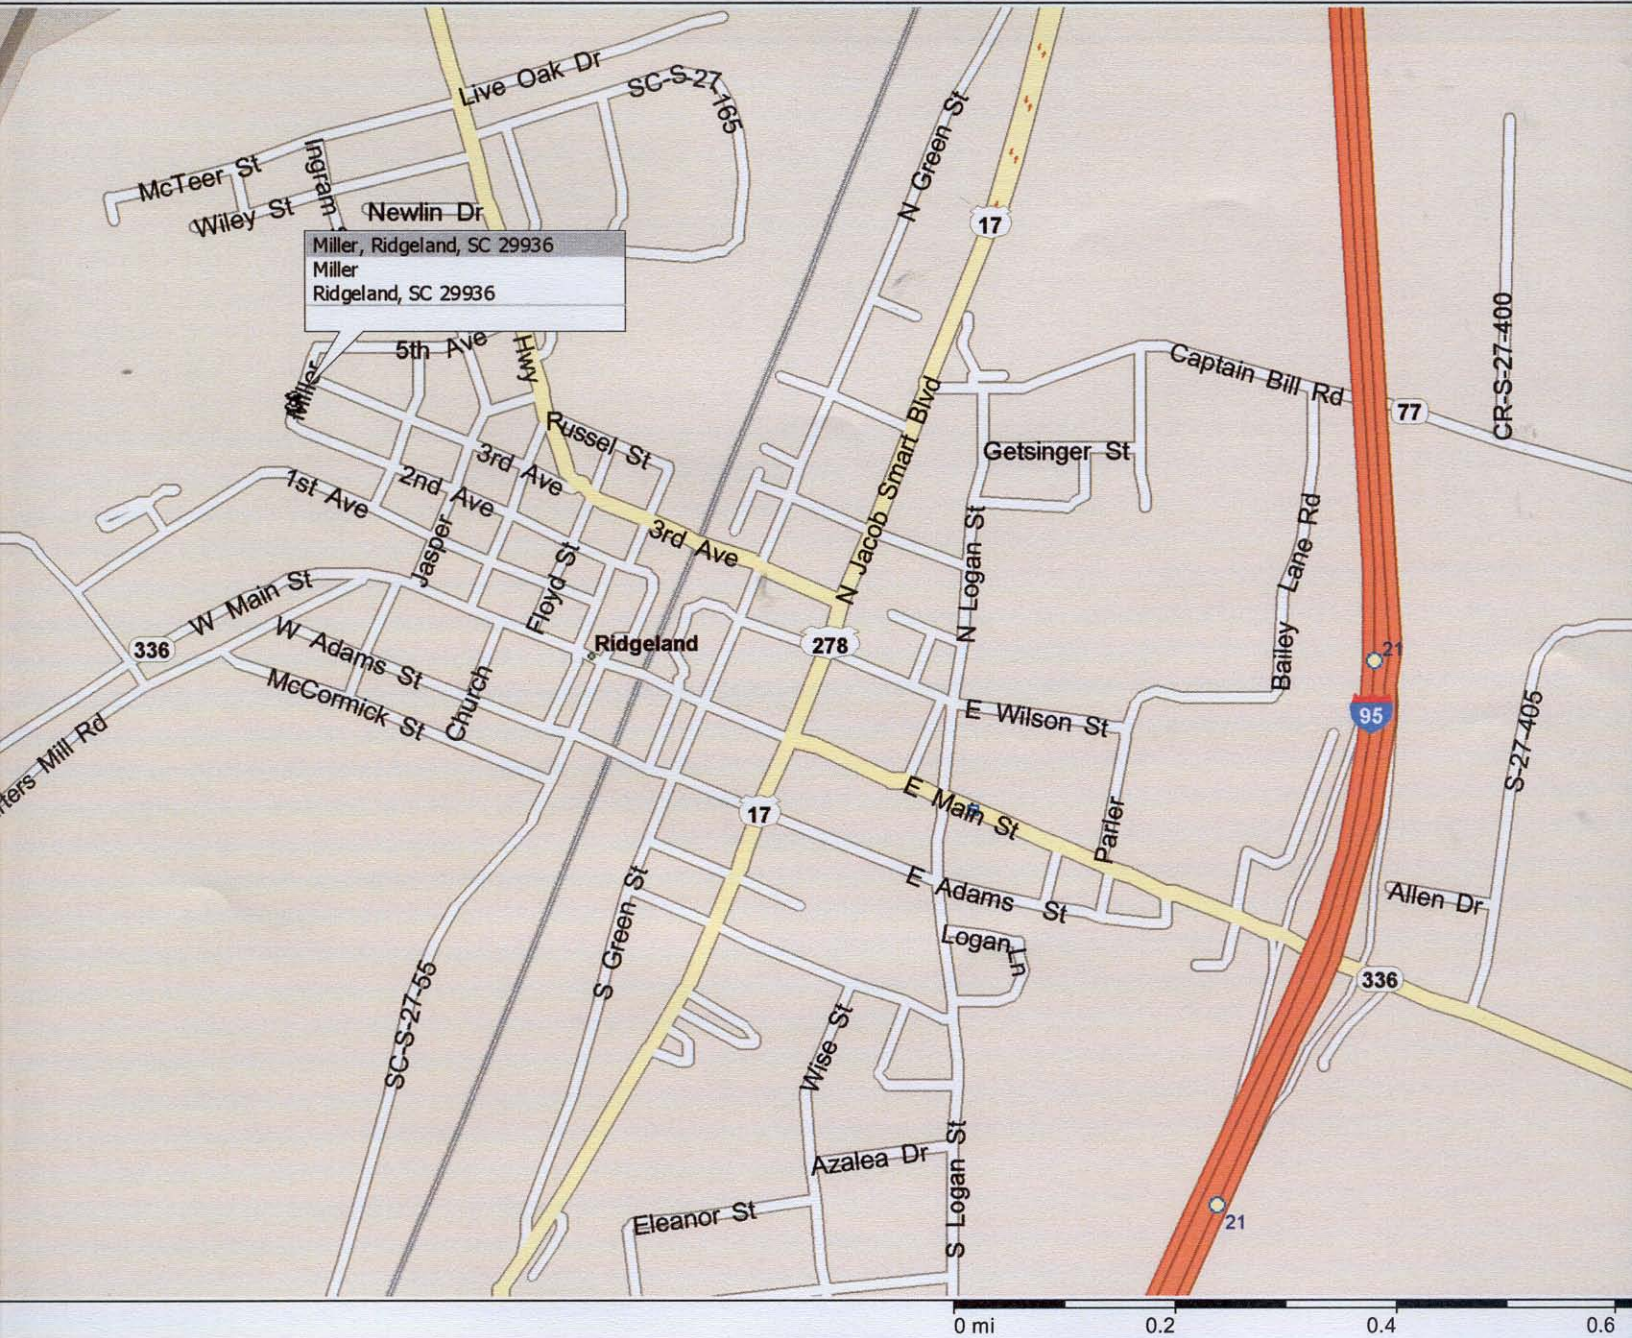 Live Oak Dr
SC-S-27
165
N Green St
McTeer St
Ingram
Wiley St
Newlin Dr
17
Miller, Ridgeland, SC 29936
Miller
Ridgeland, SC 29936
CR-S-27-400
5th Ave
Hwy
Miller
Captain Bill Rd
77
N Jacob Smart Blvd
Russel St
Getsinger St
3rd Ave
2nd Ave
1st Ave
3rd Ave
Jasper
Floyd St
N Logan St
Bailey Lane Rd
W Main St
336
Ridgeland
278
21
W Adams St
McCormick St
Church
E Wilson St
95
S-27-405
rters Mill Rd
E Main St
17
Parler
E Adams St
Allen Dr
S Green St
Logan Ln
336
SC-S-27-55
Wise St
Azalea Dr
S Logan St
Eleanor St
21
0 mi 0.2 0.4 0.6